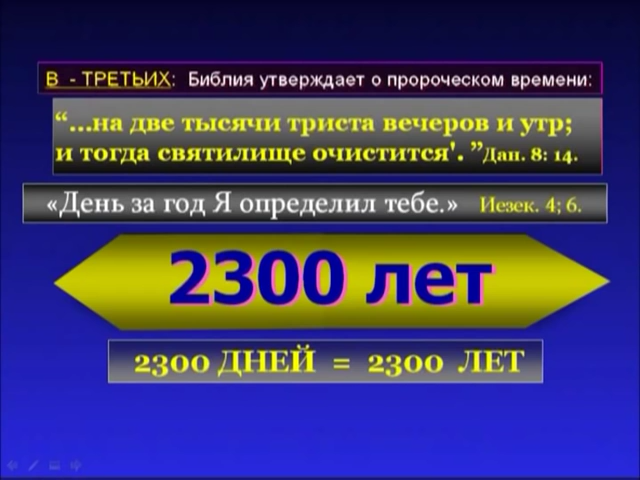 В - ТРЕТЬИХ: Библия утверждает о пророческом времени:
“...на две тысячи триста вечеров и утр;
и тогда святилище очистится'. ”Дан. 8: 14.
«День за год Я определил тебе.» Иезек. 4; 6.
2300 лет
2300 ДНЕЙ = 2300 ЛЕТ